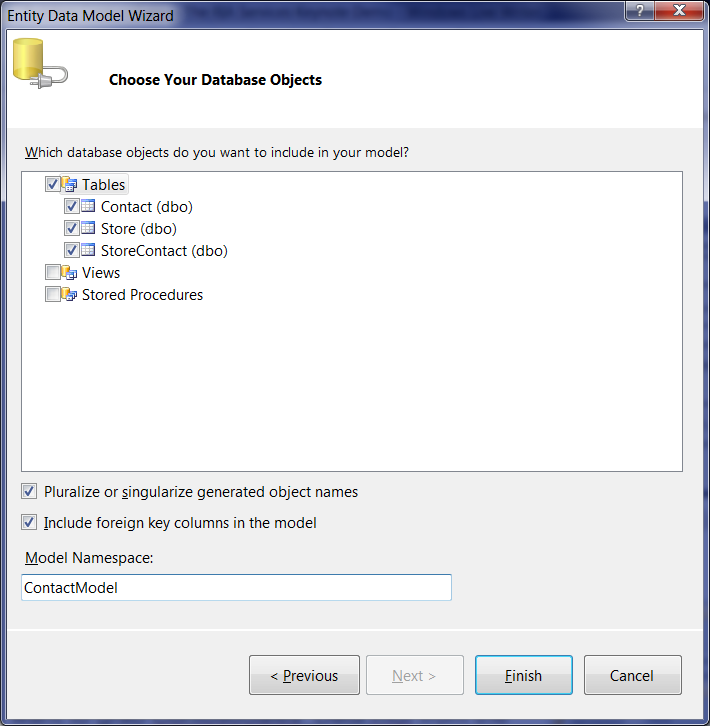 Entity Data Model Wizard
?
Choose Your Database Objects
Which database objects do you want to include in your model?
Tables
Contact (dbo)
Store (dbo)
StoreContact (dbo)
Views
Stored Procedures
Pluralize or singularize generated object names
Include foreign key columns in the model
Model Namespace:
ContactModel
< Previous
Next >
Finish
Cancel